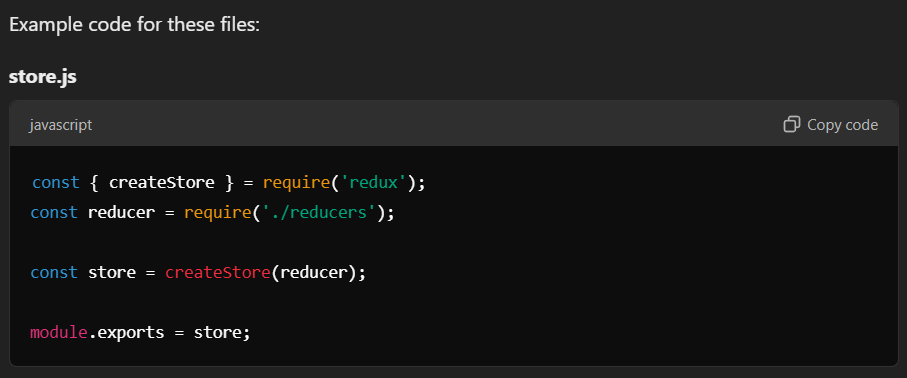 Example code for these files:
store.js
javascript Copy code
const { createStore } = require('redux');
const reducer = require('./reducers');
const store = createStore(reducer);
module.exports = store;